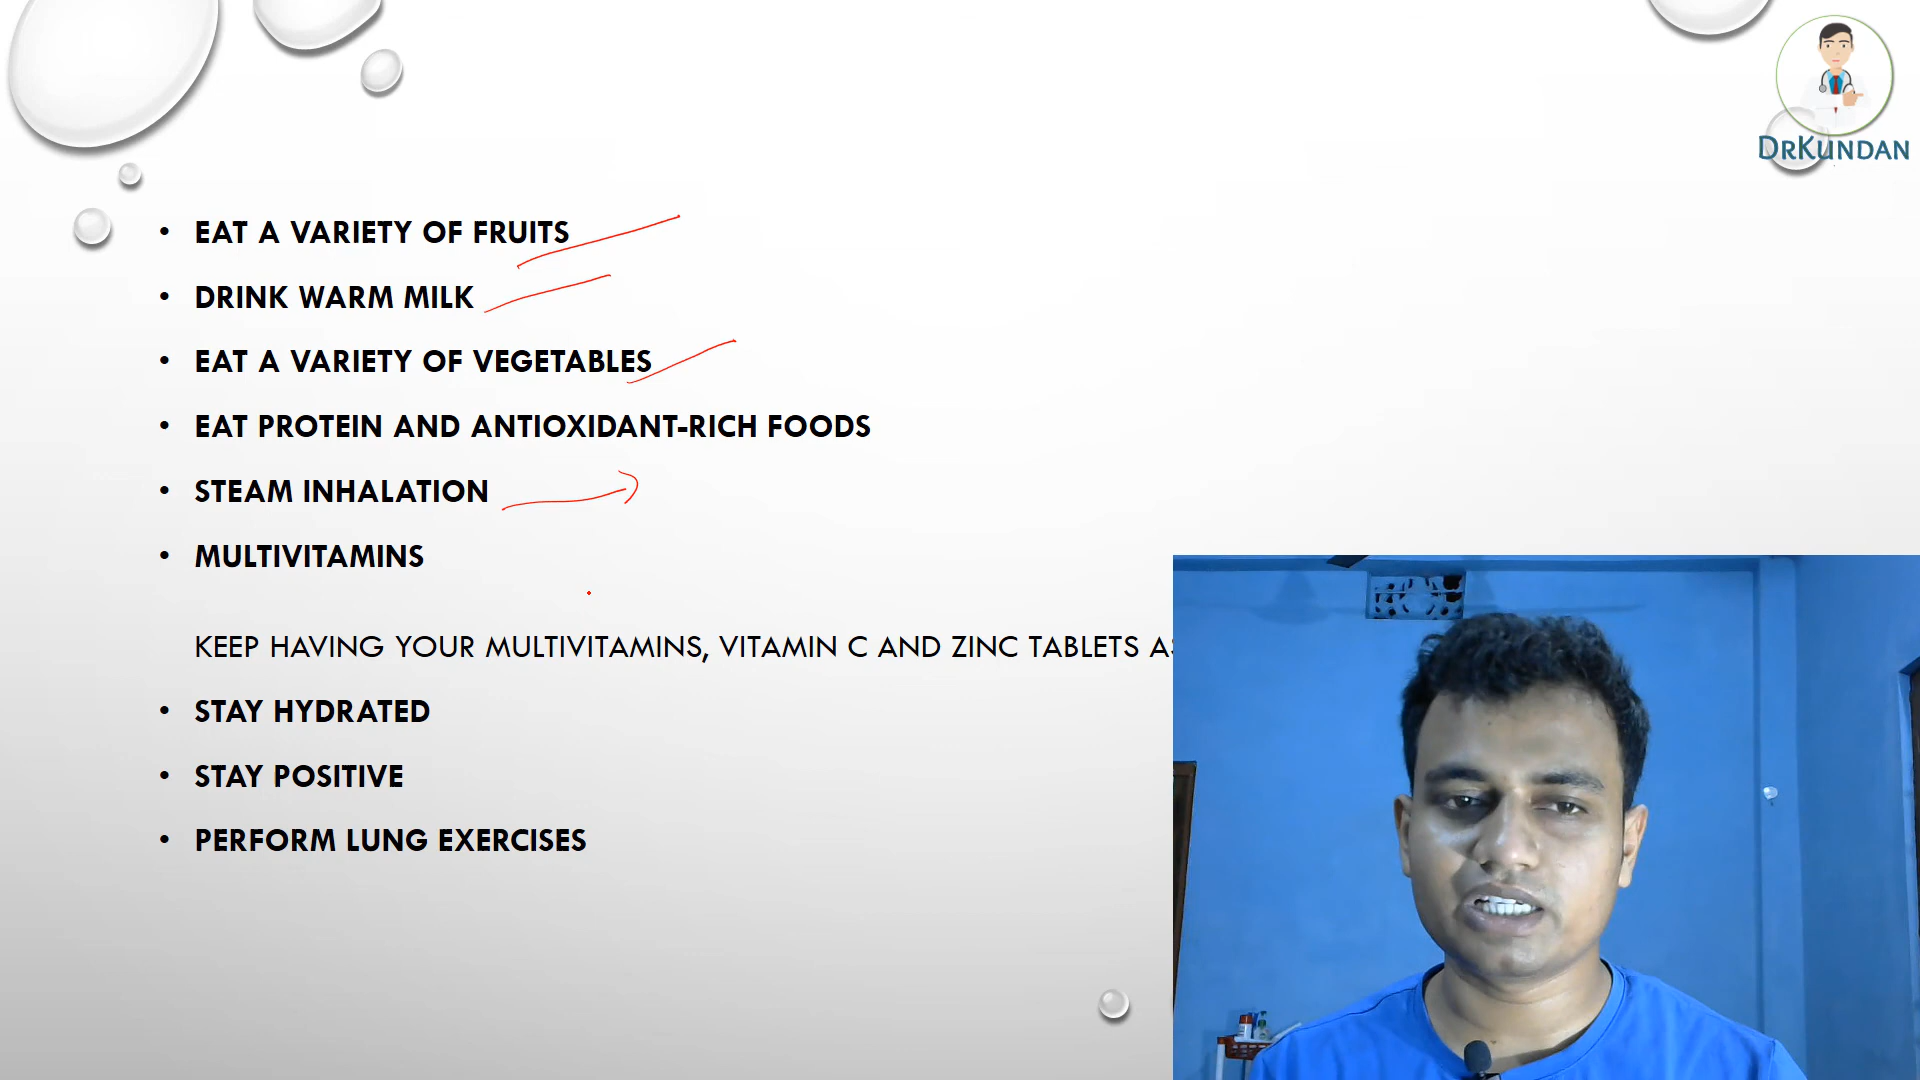 DRKUNDAN
• EAT A VARIETY OF FRUITS
• DRINK WARM MILK
• EAT A VARIETY OF VEGETABLES
• EAT PROTEIN AND ANTIOXIDANT-RICH FOODS
• STEAM INHALATION
• MULTIVITAMINS
KEEP HAVING YOUR MULTIVITAMINS, VITAMIN C AND ZINC TABLETS
• STAY HYDRATED
• STAY POSITIVE
• PERFORM LUNG EXERCISES